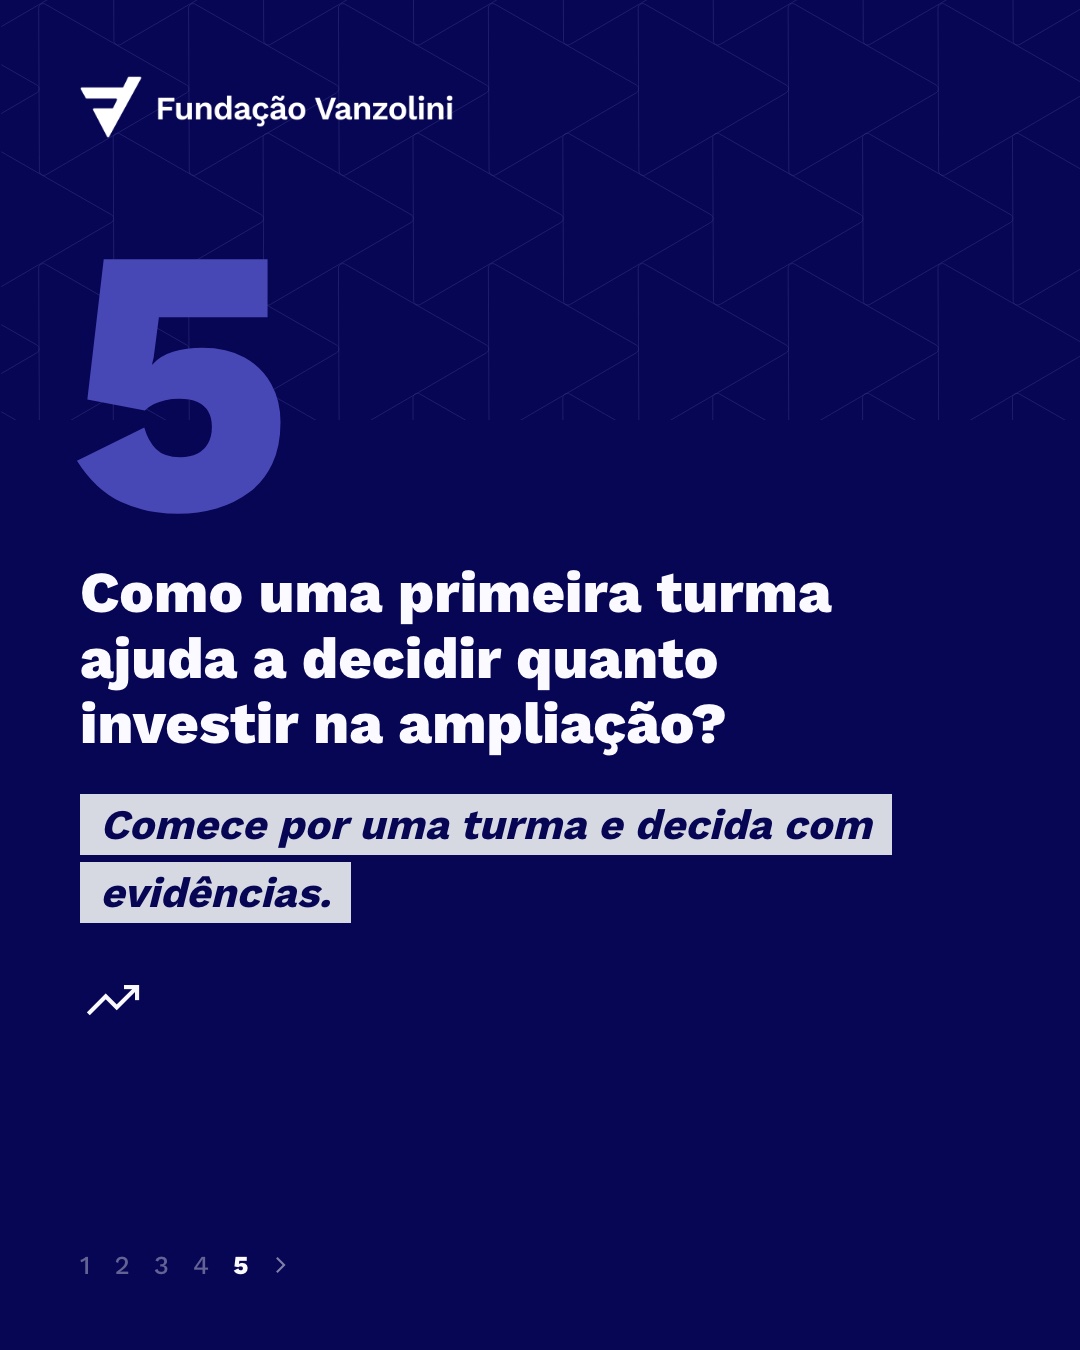 Fundação Vanzolini
5
Como uma primeira turma
ajuda a decidir quanto
investir na ampliação?
Comece por uma turma e decida com
evidências.
1 2 3 4 5 >